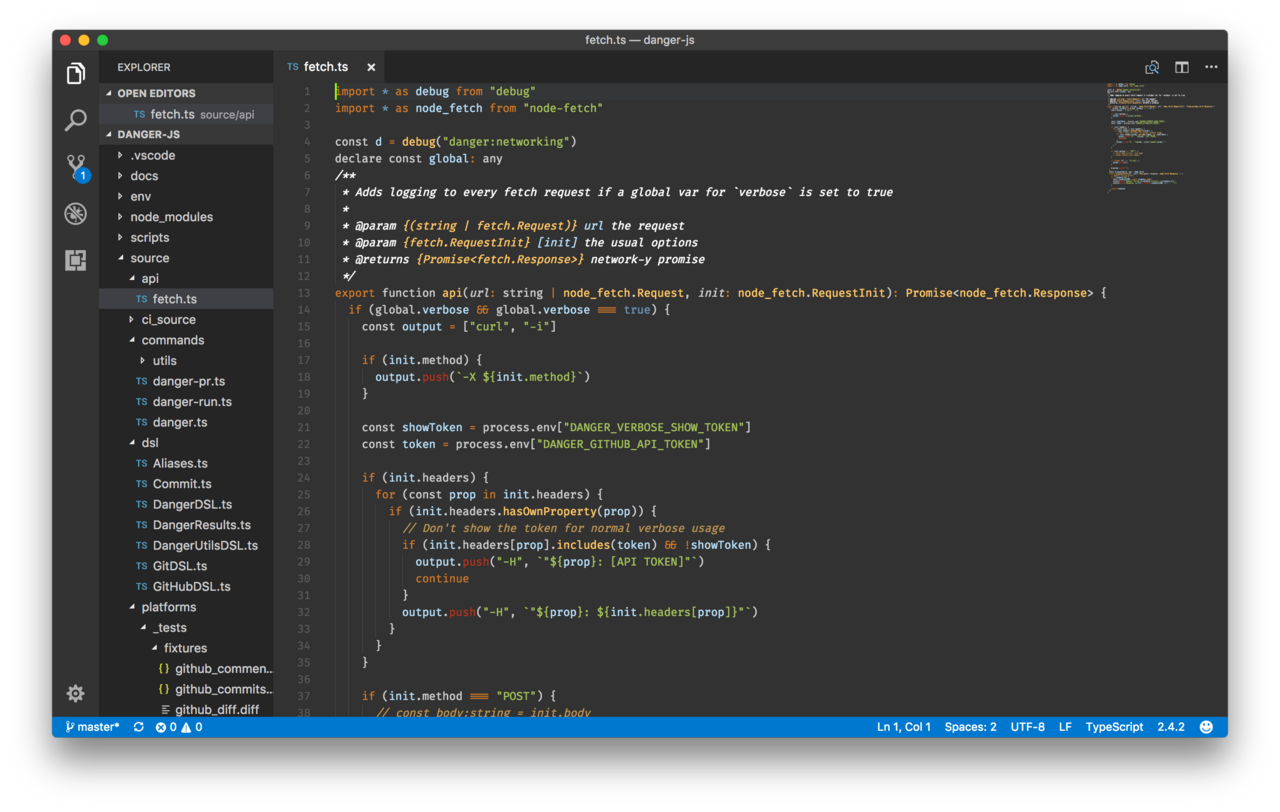 fetch.ts — danger-js
EXPLORER
OPEN EDITORS
TS fetch.ts source/api
DANGER-JS
.vscode
docs
env
node_modules
scripts
source
api
TS fetch.ts
ci_source
commands
utils
TS danger-pr.ts
TS danger-run.ts
TS danger.ts
dsl
TS Aliases.ts
TS Commit.ts
TS DangerDSL.ts
TS DangerResults.ts
TS DangerUtilsDSL.ts
TS GitDSL.ts
TS GitHubDSL.ts
platforms
_tests
fixtures
{} github_commen...
{} github_commits...
github_diff.diff
1
TS fetch.ts ×
1 import * as debug from "debug"
2 import * as node_fetch from "node-fetch"
3
4 const d = debug("danger:networking")
5 declare const global: any
6 /**
7 * Adds logging to every fetch request if a global var for `verbose` is set to true
8 *
9 * @param {(string | fetch.Request)} url the request
10 * @param {fetch.RequestInit} [init] the usual options
11 * @returns {Promise<fetch.Response>} network-y promise
12 */
13 export function api(url: string | node_fetch.Request, init: node_fetch.RequestInit): Promise<node_fetch.Response> {
14 if (global.verbose && global.verbose === true) {
15 const output = ["curl", "-i"]
16
17 if (init.method) {
18 output.push(`-X ${init.method}`)
19 }
20
21 const showToken = process.env["DANGER_VERBOSE_SHOW_TOKEN"]
22 const token = process.env["DANGER_GITHUB_API_TOKEN"]
23
24 if (init.headers) {
25 for (const prop in init.headers) {
26 if (init.headers.hasOwnProperty(prop)) {
27 // Don't show the token for normal verbose usage
28 if (init.headers[prop].includes(token) && !showToken) {
29 output.push("-H", `"${prop}: [API TOKEN]"`)
30 continue
31 }
32 output.push("-H", `"${prop}: ${init.headers[prop]}"`)
33 }
34 }
35 }
36
37 if (init.method === "POST") {
38 // const body:string = init.body
master* 0 0 Ln 1, Col 1 Spaces: 2 UTF-8 LF TypeScript 2.4.2